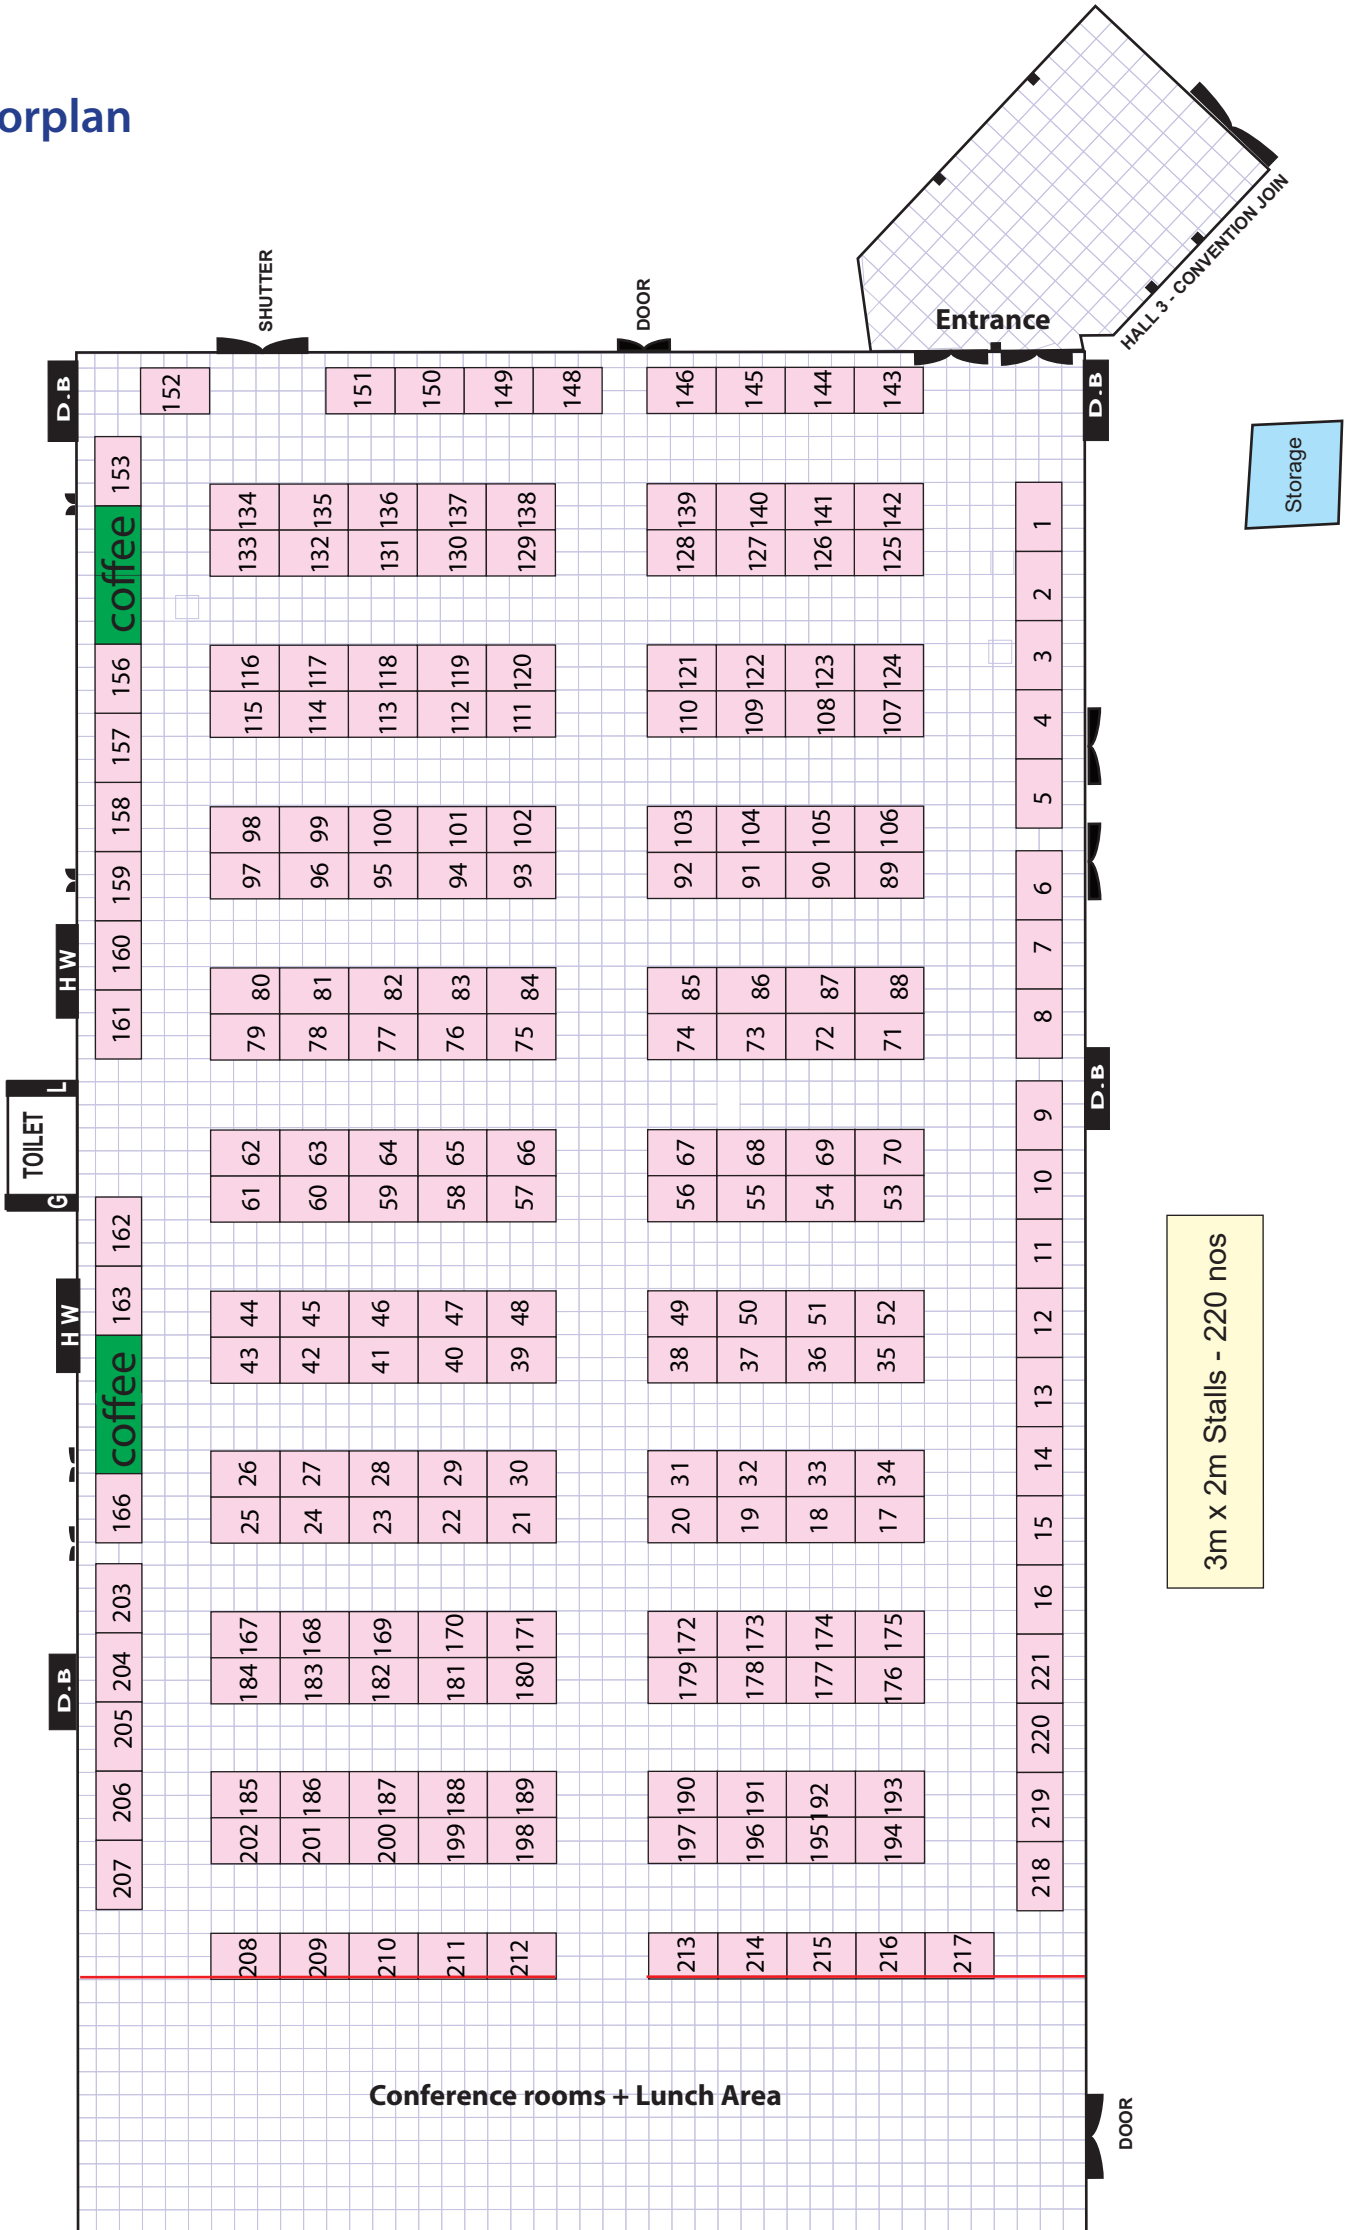 orplan
SHUTTER
DOOR
Entrance
HALL 3 - CONVENTION JOIN
D.B
D.B
152
151 150 149 148
146 145 144 143
Storage
153
coffee
156
157
158
159
160
161
134 135 136 137 138
139 140 141 142
133 132 131 130 129
128 127 126 125
1
2
3
4
5
116 117 118 119 120
121 122 123 124
115 114 113 112 111
110 109 108 107
98 99 100 101 102
103 104 105 106
97 96 95 94 93
92 91 90 89
6
7
8
HW
80 81 82 83 84
85 86 87 88
79 78 77 76 75
74 73 72 71
D.B
L
TOILET
G
62 63 64 65 66
67 68 69 70
61 60 59 58 57
56 55 54 53
9
10
11
12
13
14
15
16
221
220
219
218
162
163
HW
coffee
166
44 45 46 47 48
49 50 51 52
43 42 41 40 39
38 37 36 35
3m x 2m Stalls - 220 nos
26 27 28 29 30
31 32 33 34
25 24 23 22 21
20 19 18 17
203
204
205
206
207
D.B
167 168 169 170 171
172 173 174 175
184 183 182 181 180
179 178 177 176
185 186 187 188 189
190 191 192 193
202 201 200 199 198
197 196 195 194
208 209 210 211 212
213 214 215 216 217
Conference rooms + Lunch Area
DOOR